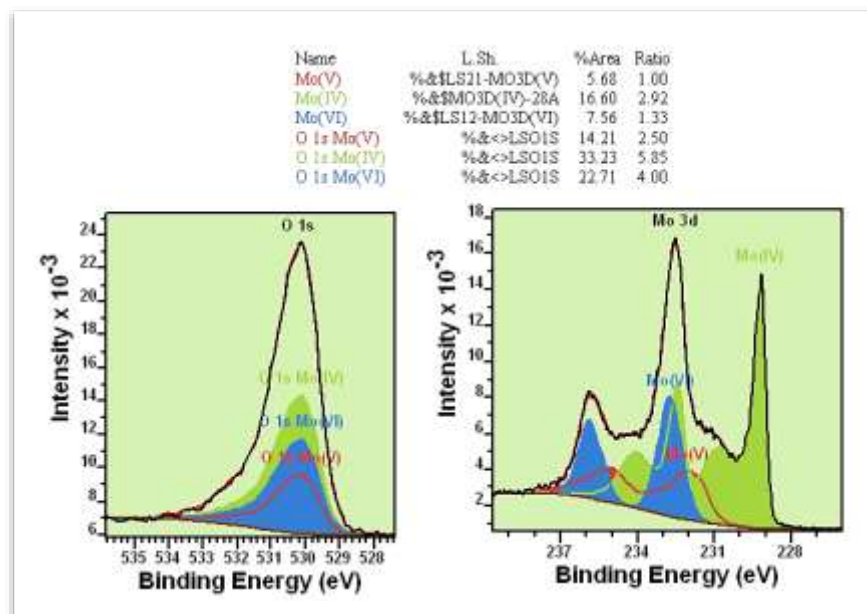 Name L.Sh. %Area Ratio
Mo(V) %&$LS21-MO3D(V) 5.68 1.00
Mo(IV) %&$MO3D(IV)-28A 16.60 2.92
Mo(VI) %&$LS12-MO3D(VI) 7.56 1.33
O 1s Mo(V) %&<>LSO1S 14.21 2.50
O 1s Mo(IV) %&<>LSO1S 33.23 5.85
O 1s Mo(VI) %&<>LSO1S 22.71 4.00
O 1s
Intensity x 10-3
24
22
20
18
16
14
12
10
8
6
O 1s Mo(IV)
O 1s Mo(VI)
O 1s Mo(V)
535 534 533 532 531 530 529 528
Binding Energy (eV)
Mo 3d
Intensity x 10-3
18
16
14
12
10
8
6
4
2
Mo(IV)
Mo(VI)
Mo(V)
237 234 231 228
Binding Energy (eV)